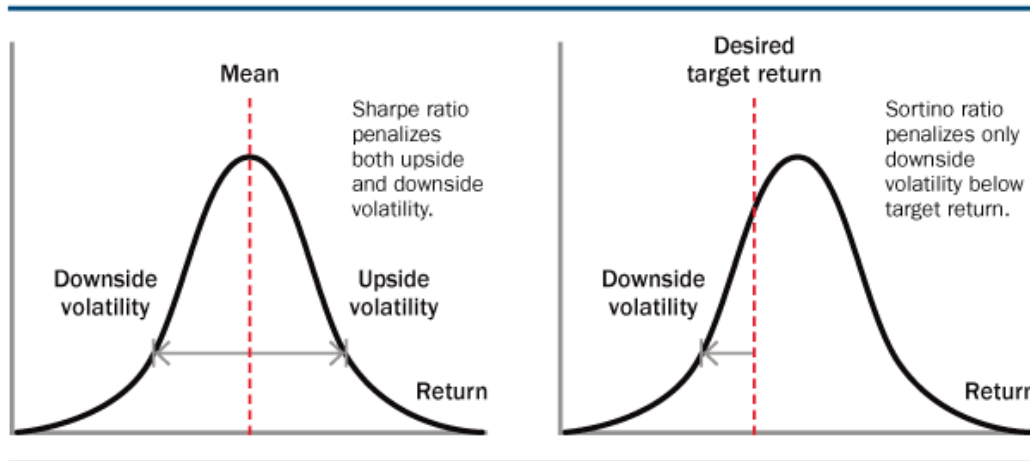 Mean
Sharpe ratio
penalizes
both upside
and downside
volatility.
Downside
volatility
Upside
volatility
Return
Desired
target return
Sortino ratio
penalizes only
downside
volatility below
target return.
Downside
volatility
Return